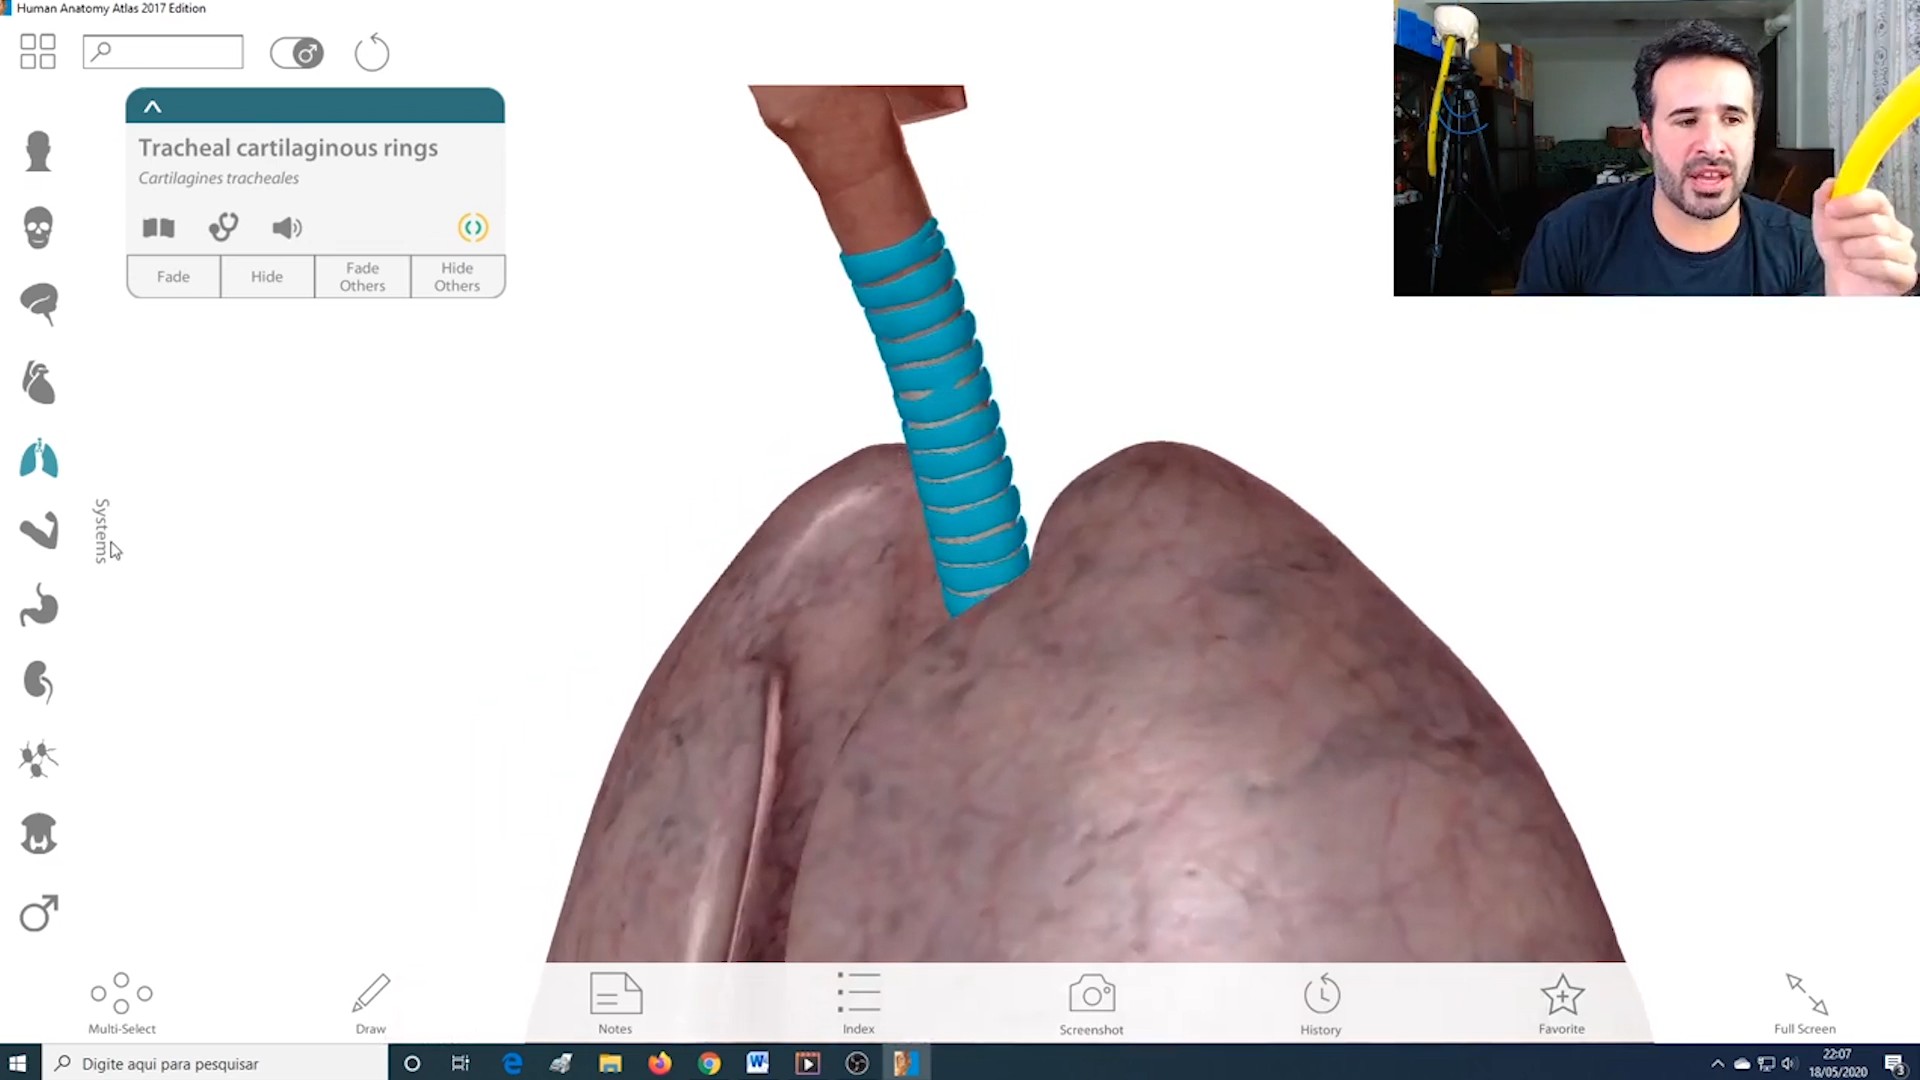 Human Anatomy Atlas 2017 Edition
Tracheal cartilaginous rings
Cartilagines tracheales
Fade
Hide
Fade
Others
Hide
Others
Systems
Multi-Select
Draw
Notes
Index
Screenshot
History
Favorite
Full Screen
Digite aqui para pesquisar
22:07
18/05/2020
3